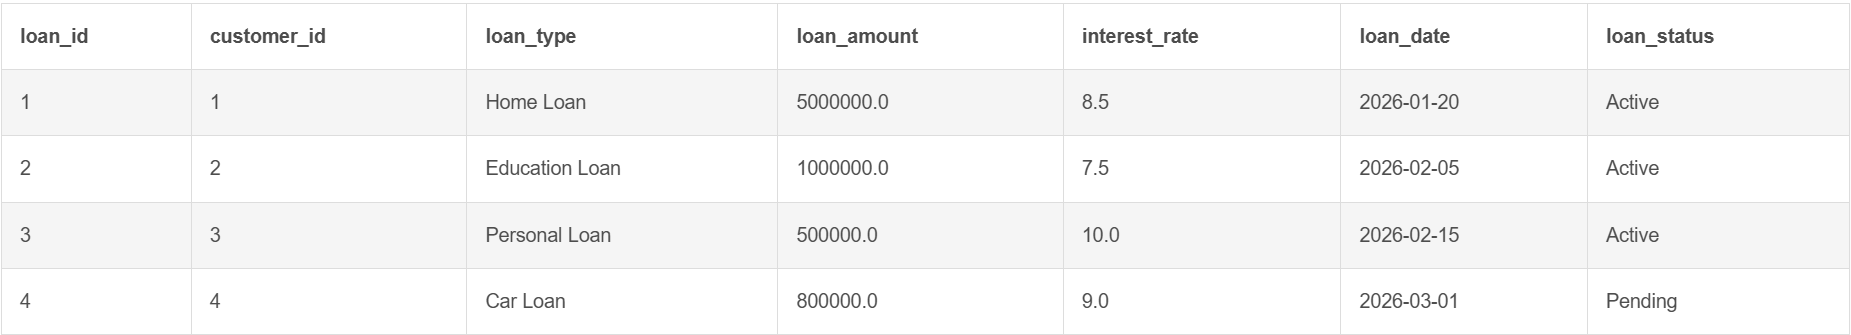 loan_id customer_id loan_type loan_amount interest_rate loan_date loan_status
1 1 Home Loan 5000000.0 8.5 2026-01-20 Active
2 2 Education Loan 1000000.0 7.5 2026-02-05 Active
3 3 Personal Loan 500000.0 10.0 2026-02-15 Active
4 4 Car Loan 800000.0 9.0 2026-03-01 Pending